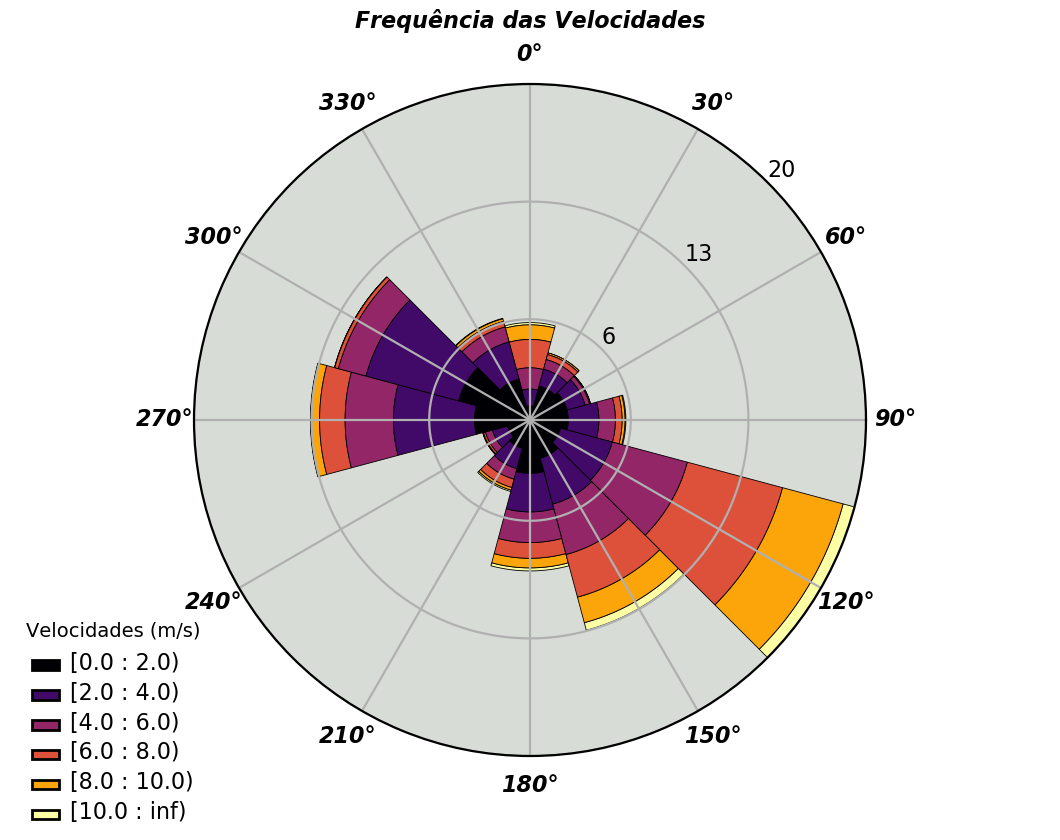 Frequência das Velocidades
0°
330°
30°
20
300°
60°
13
6
270°
90°
240°
120°
210°
150°
180°
Velocidades (m/s)
[0.0 : 2.0)
[2.0 : 4.0)
[4.0 : 6.0)
[6.0 : 8.0)
[8.0 : 10.0)
[10.0 : inf)